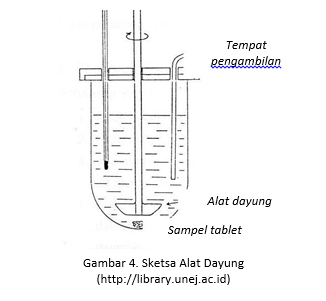 Tempat
pengambilan
Alat dayung
Sampel tablet
Gambar 4. Sketsa Alat Dayung
(http://library.unej.ac.id)